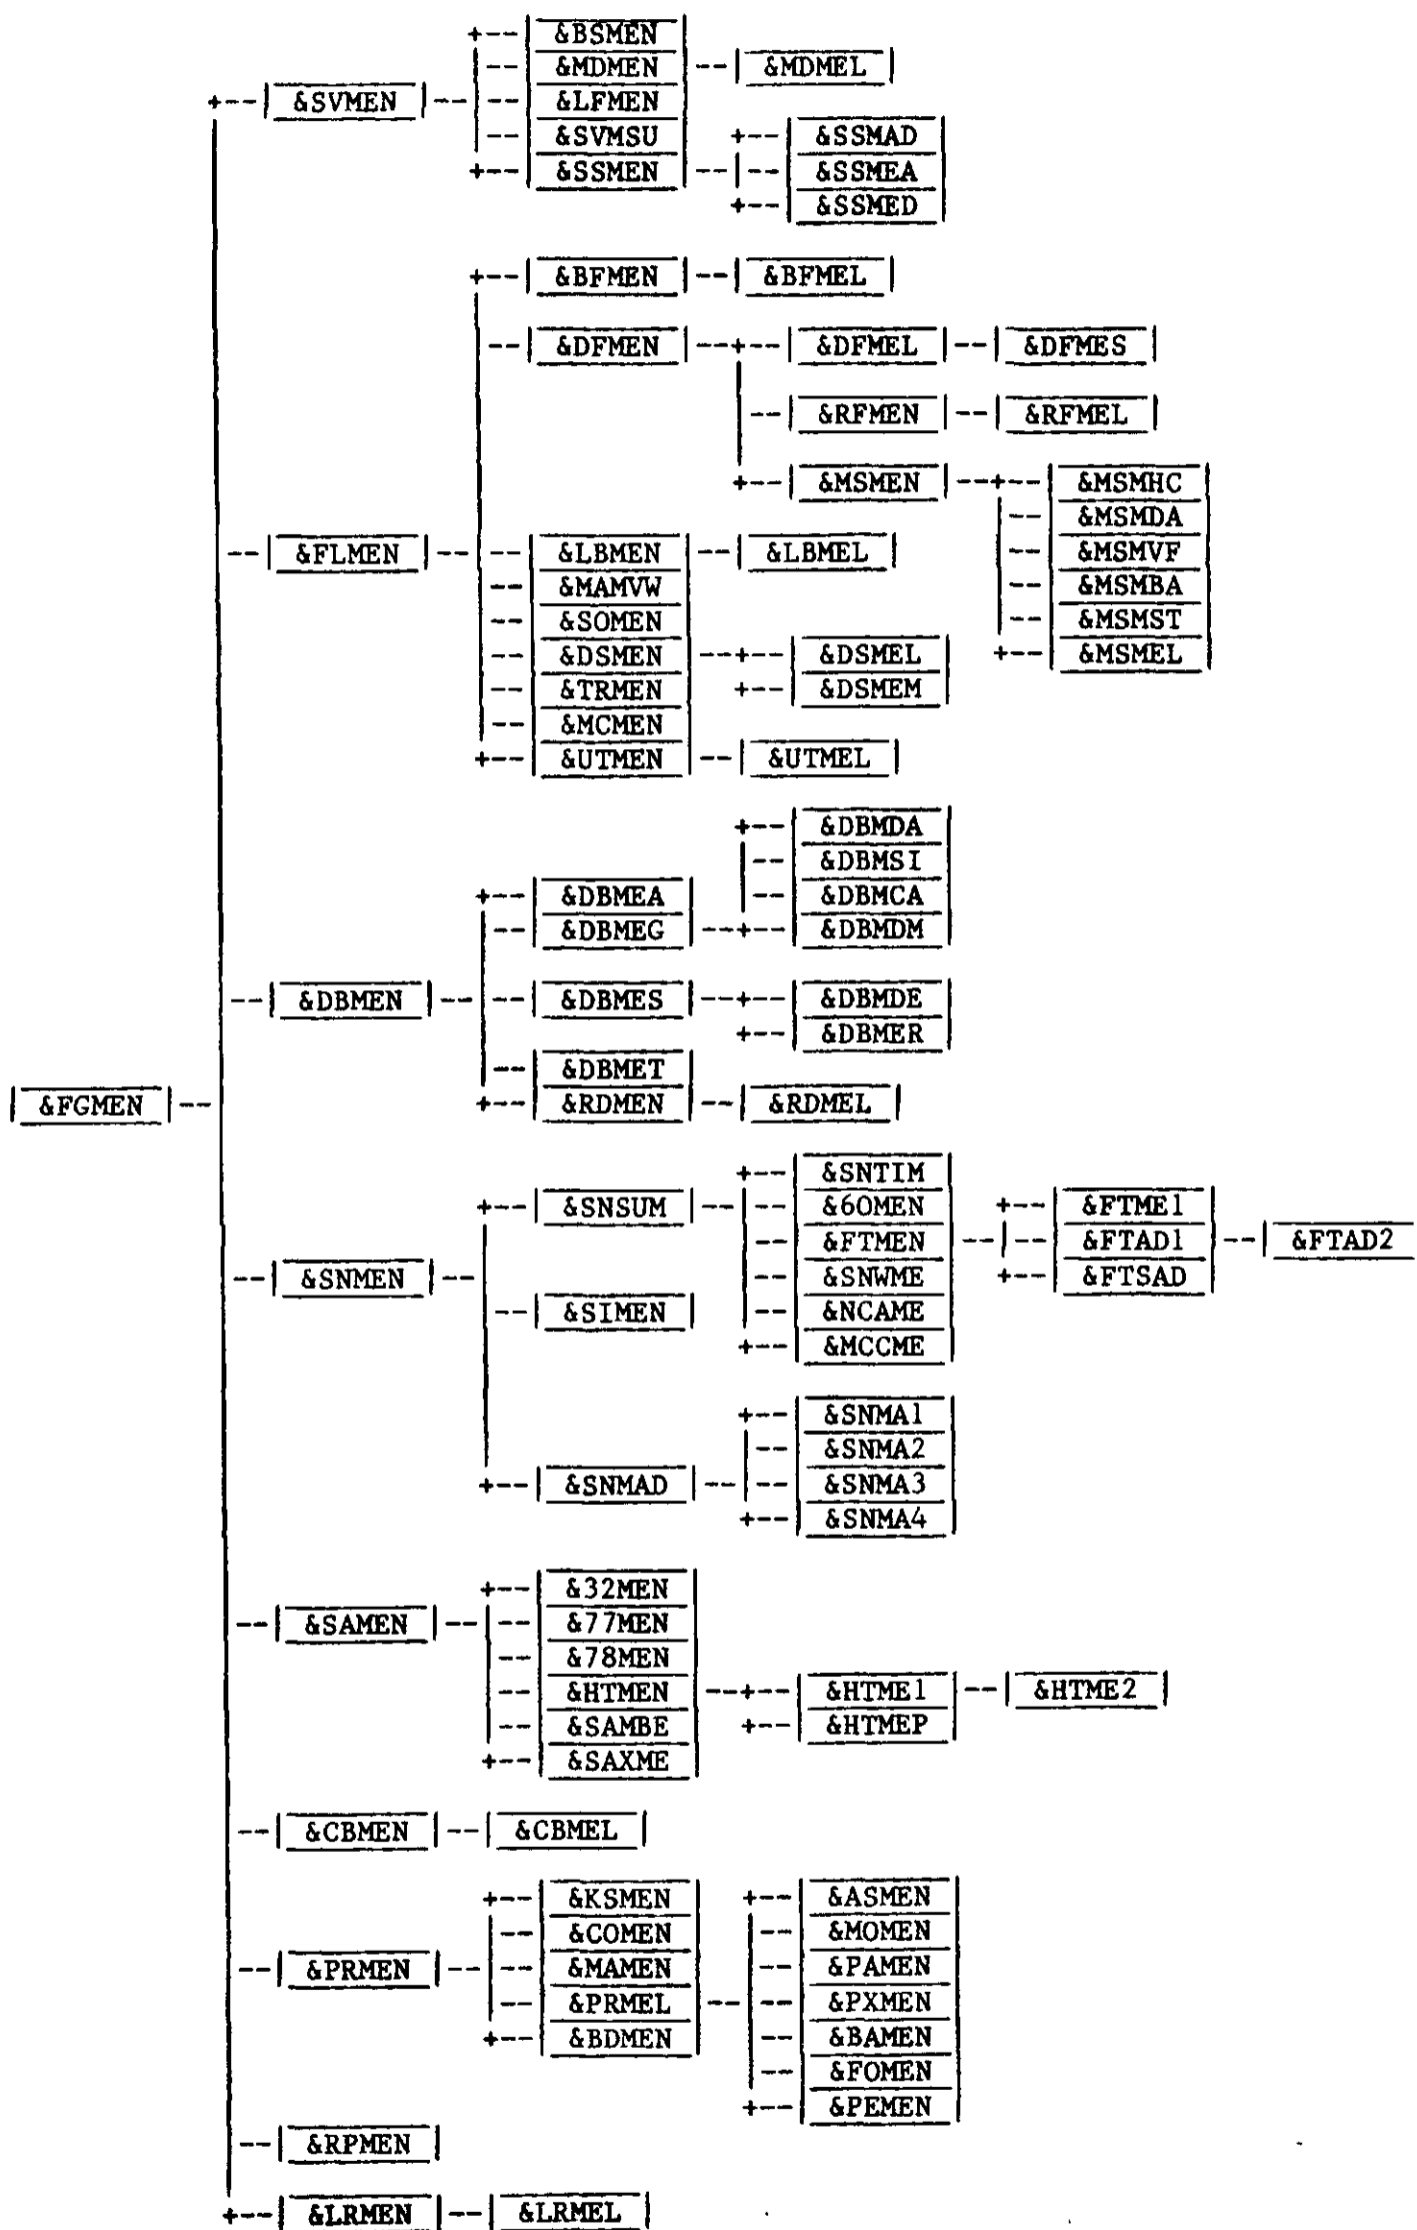 &BSMEN
&MDMEN &MDMEL
&SVMEN &LFMEN
&SVMSU &SSMAD
&SSMEN &SSMEA
&SSMED
&BFMEN &BFMEL
&DFMEN &DFMEL &DFMES
&RFMEN &RFMEL
&MSMEN &MSMHC
&MSMDA
&FLMEN &LBMEN &LBMEL &MSMVF
&MAMVW &MSMBA
&SOMEN &MSMST
&DSMEN &DSMEL &MSMEL
&TRMEN &DSMEM
&MCMEN
&UTMEN &UTMEL
&DBMDA
&DBMSI
&DBMEA &DBMCA
&DBMEG &DBMDM
&DBMEN &DBMES &DBMDE
&DBMER
&DBMET
&FGMEN &RDMEN &RDMEL
&SNTIM
&SNSUM &6OMEN &FTME1
&FTMEN &FTAD1 &FTAD2
&SNMEN &SNWME &FTSAD
&SIMEN &NCAME
&MCCME
&SNMA1
&SNMA2
&SNMAD &SNMA3
&SNMA4
&32MEN
&SAMEN &77MEN
&78MEN
&HTMEN &HTME1 &HTME2
&SAMBE &HTMEP
&SAXME
&CBMEN &CBMEL
&KSMEN &ASMEN
&COMEN &MOMEN
&PRMEN &MAMEN &PAMEN
&PRMEL &PXMEN
&BDMEN &BAMEN
&FOMEN
&PEMEN
&RPMEN
&LRMEN &LRMEL